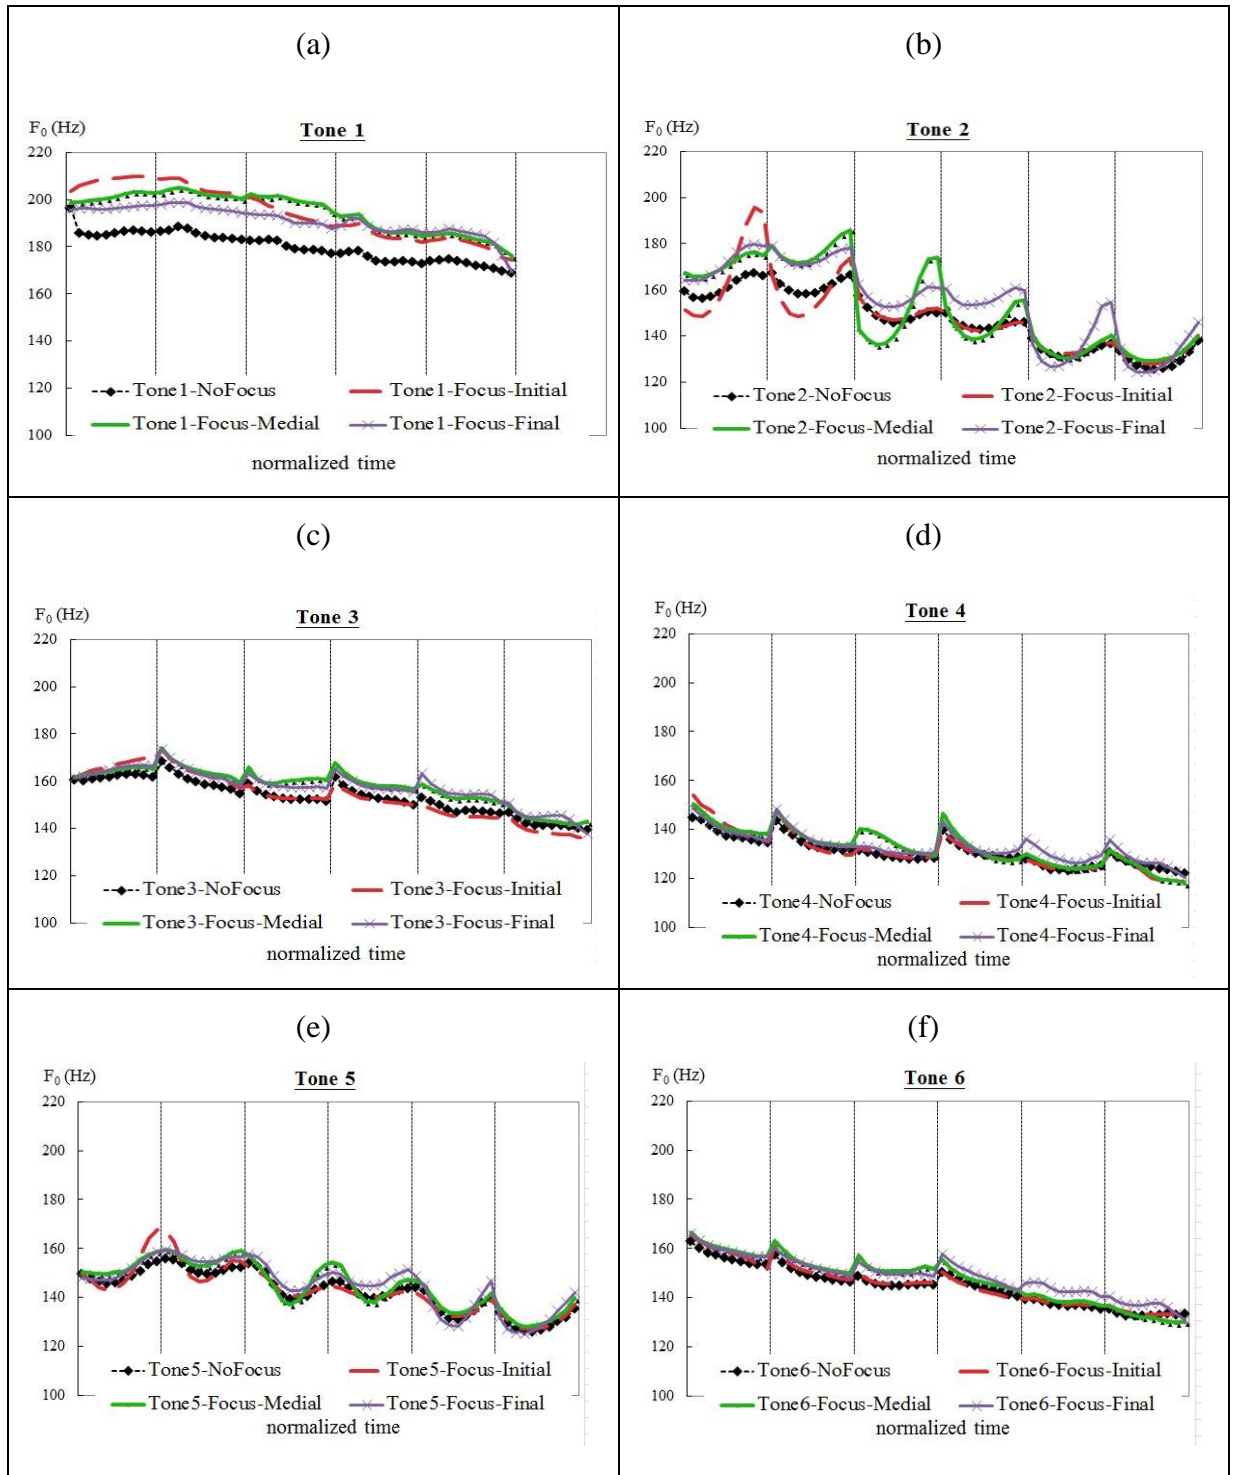 (a)
F₀ (Hz)
Tone 1
220
200
180
160
140
120
100
Tone1-NoFocus Tone1-Focus-Initial
Tone1-Focus-Medial Tone1-Focus-Final
normalized time
(b)
F₀ (Hz)
Tone 2
220
200
180
160
140
120
100
Tone2-NoFocus Tone2-Focus-Initial
Tone2-Focus-Medial Tone2-Focus-Final
normalized time
(c)
F₀ (Hz)
Tone 3
220
200
180
160
140
120
100
Tone3-NoFocus Tone3-Focus-Initial
Tone3-Focus-Medial Tone3-Focus-Final
normalized time
(d)
F₀ (Hz)
Tone 4
220
200
180
160
140
120
100
Tone4-NoFocus Tone4-Focus-Initial
Tone4-Focus-Medial Tone4-Focus-Final
normalized time
(e)
F₀ (Hz)
Tone 5
220
200
180
160
140
120
100
Tone5-NoFocus Tone5-Focus-Initial
Tone5-Focus-Medial Tone5-Focus-Final
normalized time
(f)
F₀ (Hz)
Tone 6
220
200
180
160
140
120
100
Tone6-NoFocus Tone6-Focus-Initial
Tone6-Focus-Medial Tone6-Focus-Final
normalized time